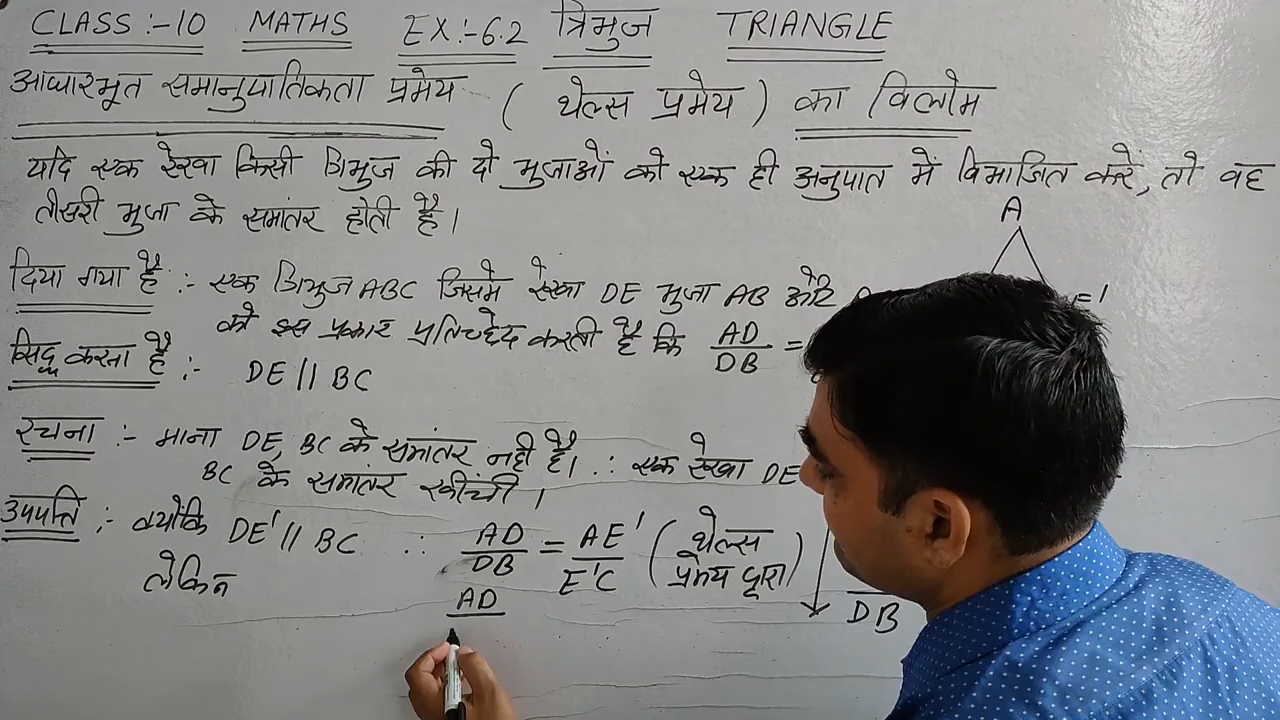 CLASS:-10 MATHS EX:-6.2 त्रिभुज TRIANGLE
आधारभूत समानुपातिकता प्रमेय ( थेल्स प्रमेय ) का विलोम
यदि एक रेखा किसी त्रिभुज की दो भुजाओं को एक ही अनुपात में विभाजित करें, तो वह
तीसरी भुजा के समांतर होती है।
A
दिया गया है :- एक त्रिभुज ABC जिसमें रेखा DE भुजा AB और
को इस प्रकार प्रतिच्छेद करती है कि AD/DB =
सिद्ध करना है :- DE // BC
रचना :- माना DE, BC के समांतर नहीं है। ∴ एक रेखा DE
BC के समांतर खींची ।
उपपत्ति :- क्योंकि DE' // BC ∴ AD/DB = AE'/E'C ( थेल्स प्रमेय द्वारा )
लेकिन AD
DB